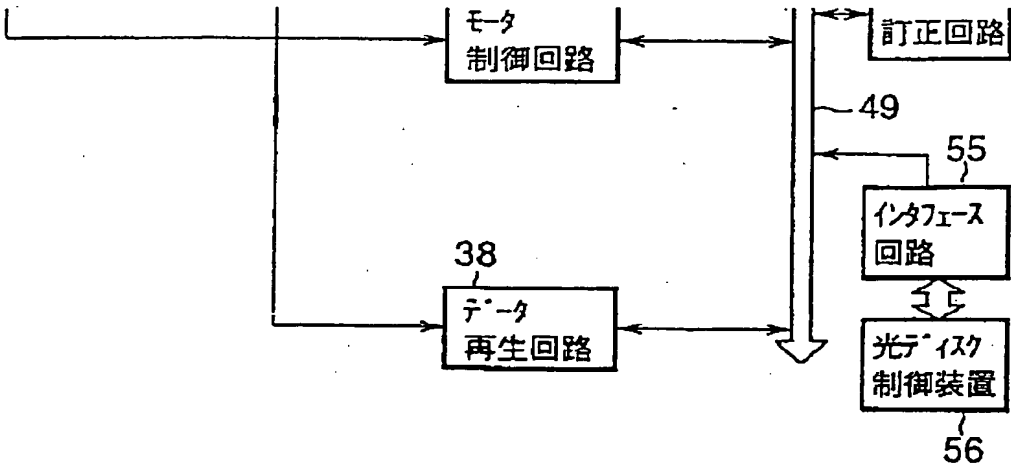 モータ
制御回路
訂正回路
49
55
インタフェース
回路
38
データ
再生回路
光ディスク
制御装置
56